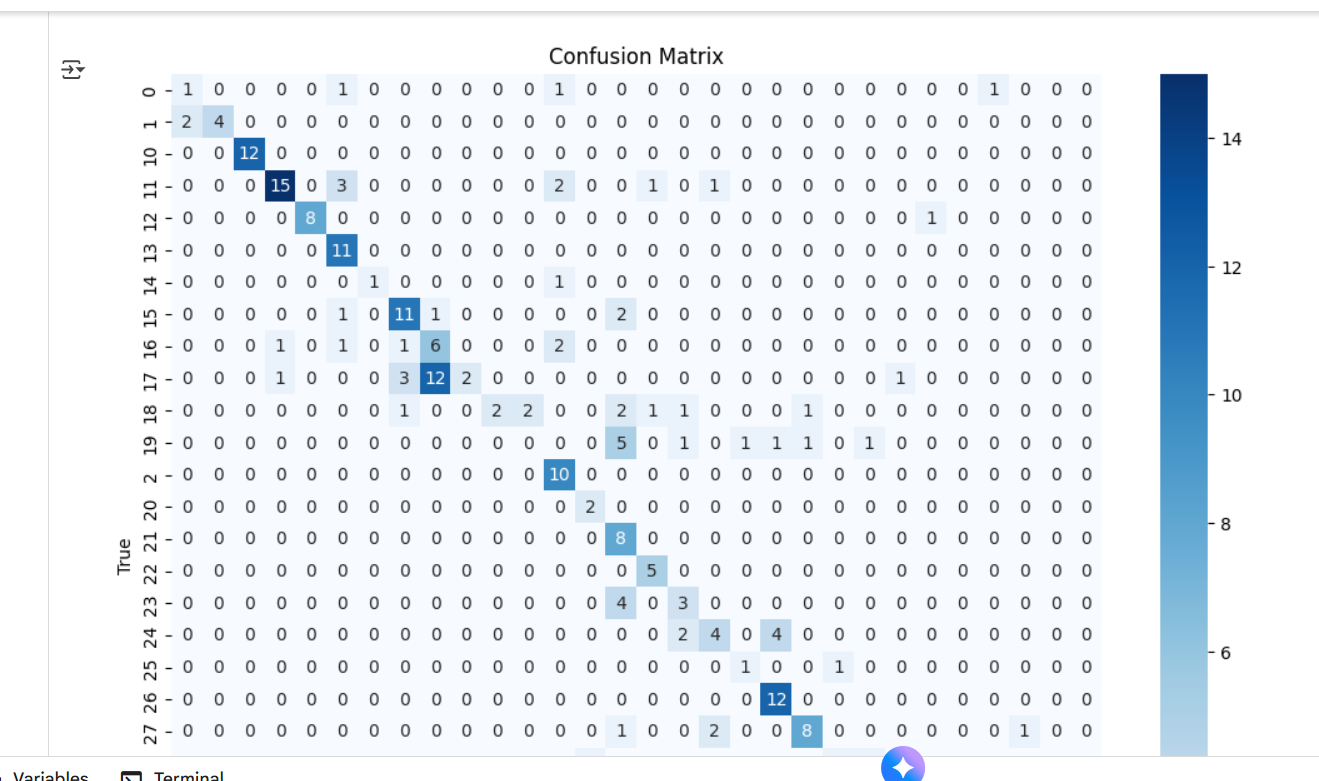 Confusion Matrix
0 1 0 0 0 0 1 0 0 0 0 0 0 1 0 0 0 0 0 0 0 0 0 0 0 0 0 1 0 0 0
1 2 4 0 0 0 0 0 0 0 0 0 0 0 0 0 0 0 0 0 0 0 0 0 0 0 0 0 0 0 0
10 0 0 12 0 0 0 0 0 0 0 0 0 0 0 0 0 0 0 0 0 0 0 0 0 0 0 0 0 0 0
11 0 0 0 15 0 3 0 0 0 0 0 0 2 0 0 1 0 1 0 0 0 0 0 0 0 0 0 0 0 0
12 0 0 0 0 8 0 0 0 0 0 0 0 0 0 0 0 0 0 0 0 0 0 0 0 1 0 0 0 0 0
13 0 0 0 0 0 11 0 0 0 0 0 0 0 0 0 0 0 0 0 0 0 0 0 0 0 0 0 0 0 0
14 0 0 0 0 0 0 1 0 0 0 0 0 1 0 0 0 0 0 0 0 0 0 0 0 0 0 0 0 0 0
15 0 0 0 0 0 1 0 11 1 0 0 0 0 0 2 0 0 0 0 0 0 0 0 0 0 0 0 0 0 0
16 0 0 0 1 0 1 0 1 6 0 0 0 2 0 0 0 0 0 0 0 0 0 0 0 0 0 0 0 0 0
17 0 0 0 1 0 0 0 3 12 2 0 0 0 0 0 0 0 0 0 0 0 0 0 1 0 0 0 0 0 0
18 0 0 0 0 0 0 0 1 0 0 2 2 0 0 2 1 1 0 0 0 1 0 0 0 0 0 0 0 0 0
19 0 0 0 0 0 0 0 0 0 0 0 0 0 0 5 0 1 0 1 1 1 0 1 0 0 0 0 0 0 0
2 0 0 0 0 0 0 0 0 0 0 0 0 10 0 0 0 0 0 0 0 0 0 0 0 0 0 0 0 0 0
20 0 0 0 0 0 0 0 0 0 0 0 0 0 2 0 0 0 0 0 0 0 0 0 0 0 0 0 0 0 0
21 0 0 0 0 0 0 0 0 0 0 0 0 0 0 8 0 0 0 0 0 0 0 0 0 0 0 0 0 0 0
22 0 0 0 0 0 0 0 0 0 0 0 0 0 0 0 5 0 0 0 0 0 0 0 0 0 0 0 0 0 0
23 0 0 0 0 0 0 0 0 0 0 0 0 0 0 4 0 3 0 0 0 0 0 0 0 0 0 0 0 0 0
24 0 0 0 0 0 0 0 0 0 0 0 0 0 0 0 0 2 4 0 4 0 0 0 0 0 0 0 0 0 0
25 0 0 0 0 0 0 0 0 0 0 0 0 0 0 0 0 0 0 1 0 0 1 0 0 0 0 0 0 0 0
26 0 0 0 0 0 0 0 0 0 0 0 0 0 0 0 0 0 0 0 12 0 0 0 0 0 0 0 0 0 0
27 0 0 0 0 0 0 0 0 0 0 0 0 0 0 1 0 0 2 0 0 8 0 0 0 0 0 0 1 0 0
True
14
12
10
8
6
Variables
Terminal